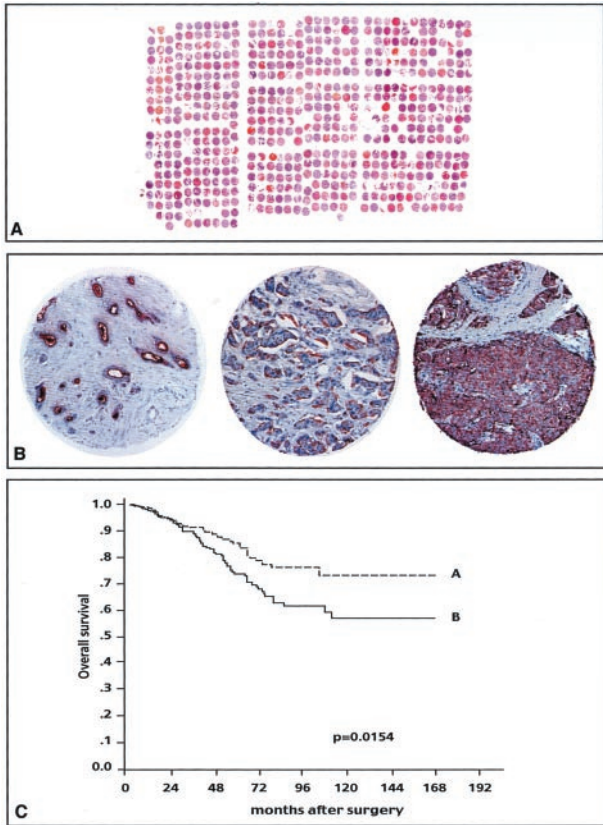 A
B
C
Overall survival
1.0
.9
.8
.7
.6
.5
.4
.3
.2
.1
0.0
A
B
p=0.0154
0 24 48 72 96 120 144 168 192
months after surgery